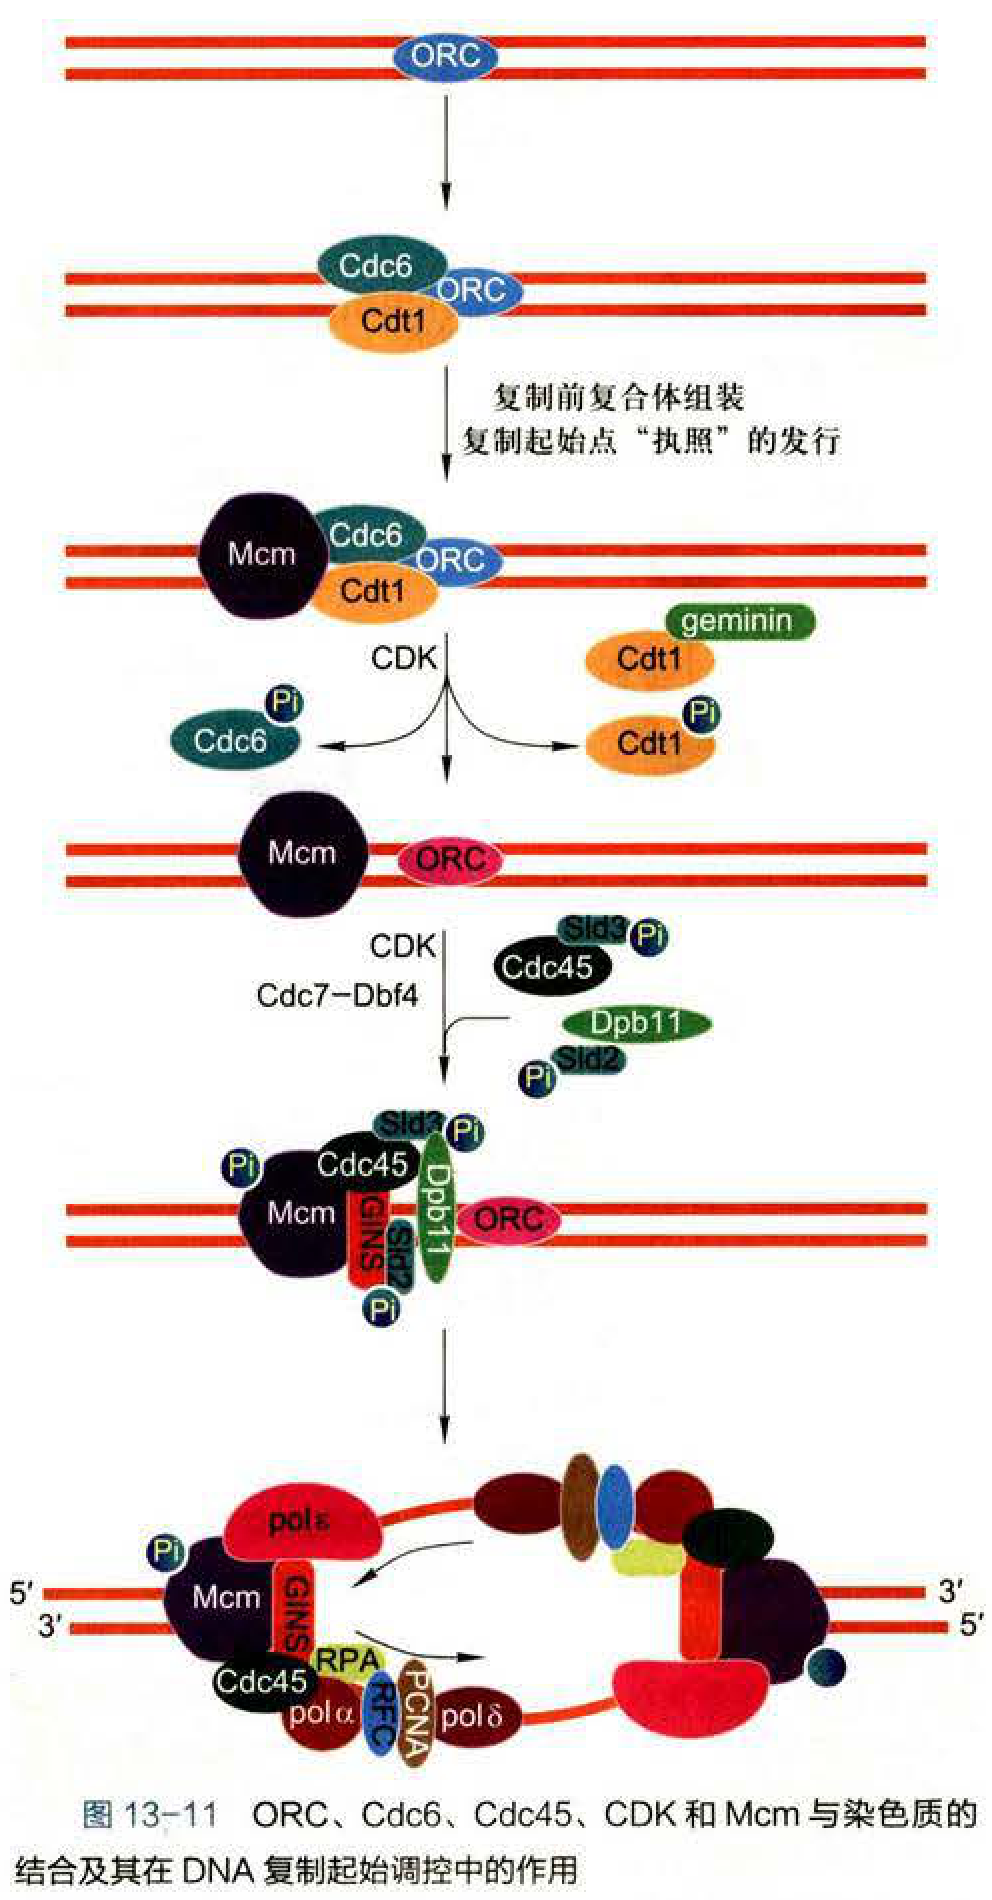 ORC
Cdc6
ORC
Cdt1
复制前复合体组装
复制起始点“执照”的发行
Mcm
Cdc6
ORC
Cdt1
geminin
Cdt1
CDK
Pi
Cdc6
Pi
Cdt1
Mcm
ORC
CDK
Cdc7-Dbf4
Sld3
Pi
Cdc45
Dpb11
Sld2
Pi
Sld3
Pi
Pi
Cdc45
Mcm
GINS
Sld2
Dpb11
ORC
Pi
polε
Pi
5′
3′
Mcm
GINS
3′
5′
Cdc45
RPA
polα
RFC
PCNA
polδ
图 13-11 ORC、Cdc6、Cdc45、CDK 和 Mcm 与染色质的
结合及其在 DNA 复制起始调控中的作用